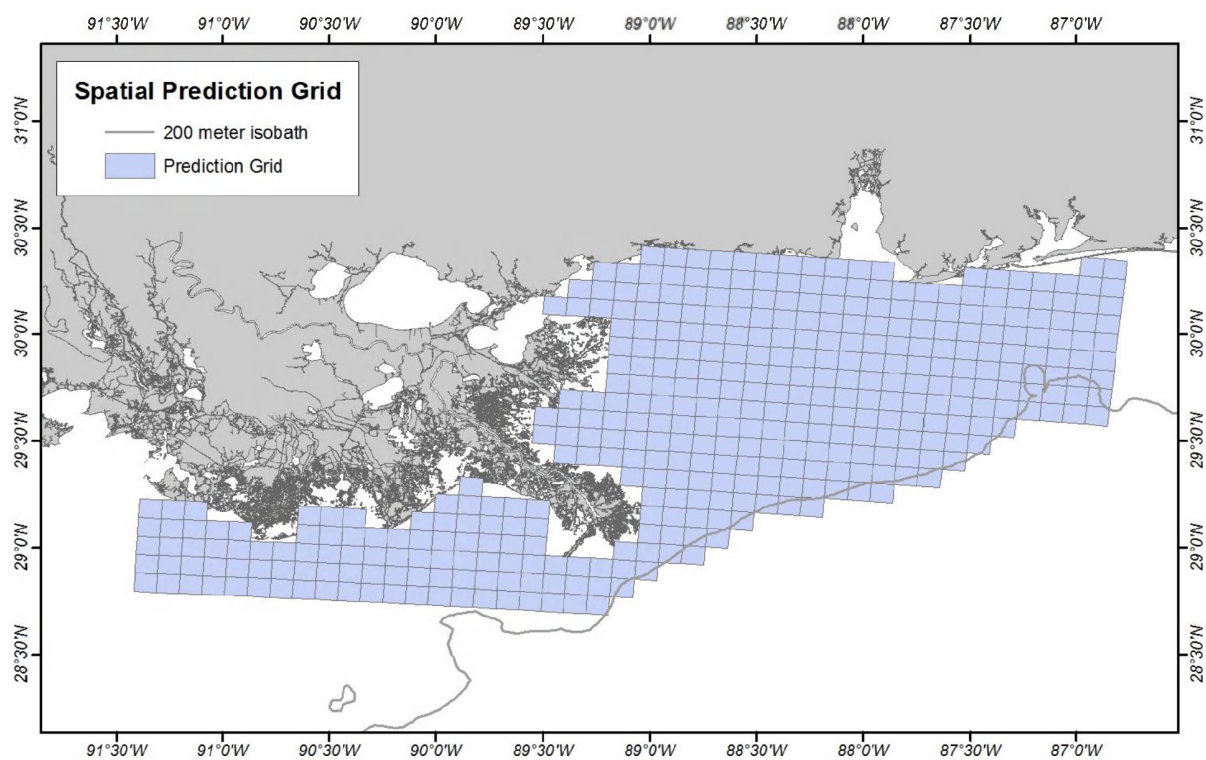 91°30'W 91°0'W 90°30'W 90°0'W 89°30'W 89°0'W 88°30'W 88°0'W 87°30'W 87°0'W
Spatial Prediction Grid
200 meter isobath
Prediction Grid
31°0'N 31°0'N
30°30'N 30°30'N
30°0'N 30°0'N
29°30'N 29°30'N
29°0'N 29°0'N
28°30'N 28°30'N
91°30'W 91°0'W 90°30'W 90°0'W 89°30'W 89°0'W 88°30'W 88°0'W 87°30'W 87°0'W